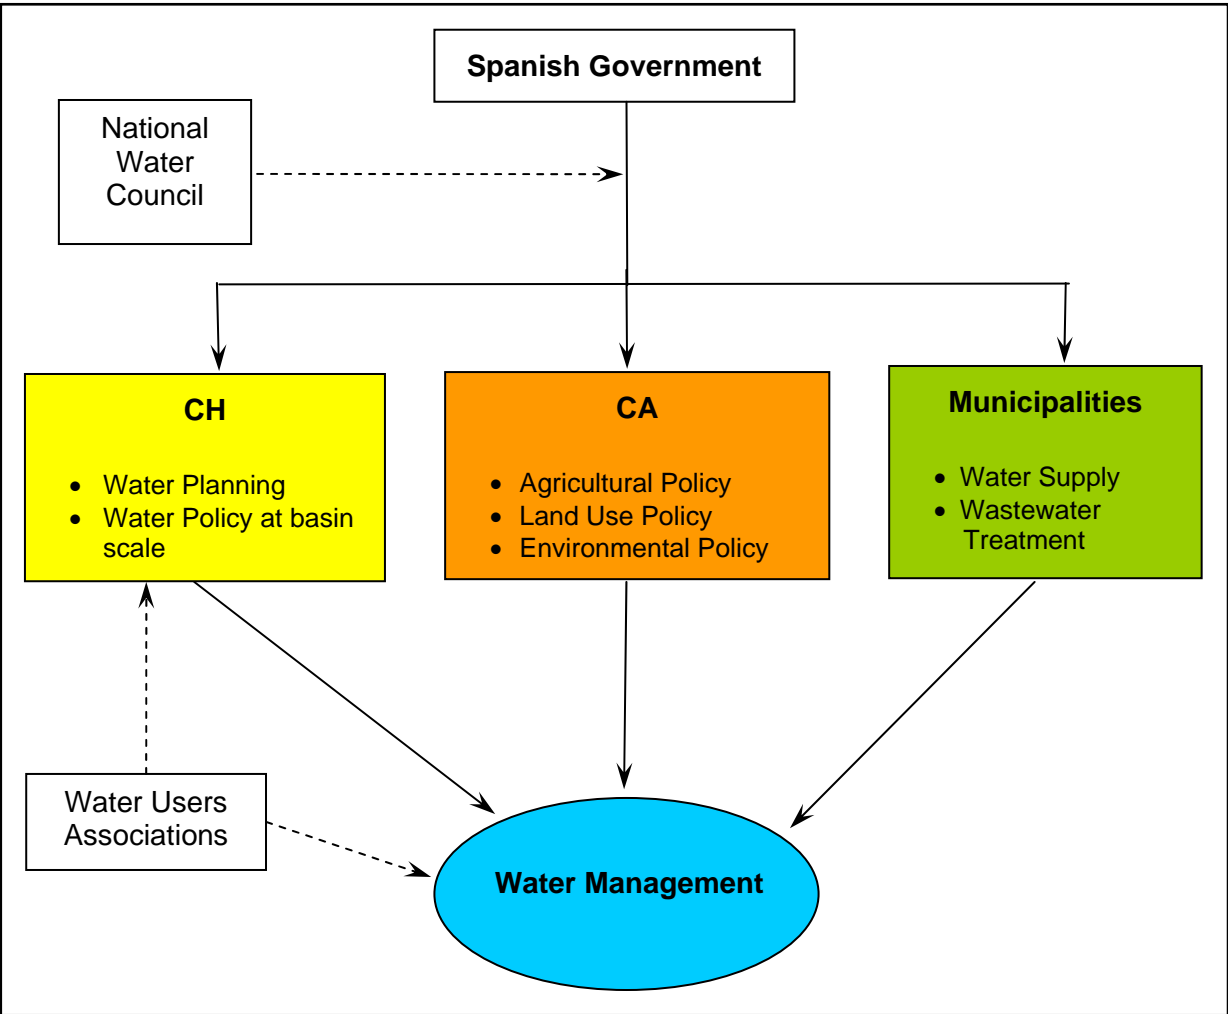 Spanish Government
National
Water
Council
CH
• Water Planning
• Water Policy at basin
scale
CA
• Agricultural Policy
• Land Use Policy
• Environmental Policy
Municipalities
• Water Supply
• Wastewater
Treatment
Water Users
Associations
Water Management